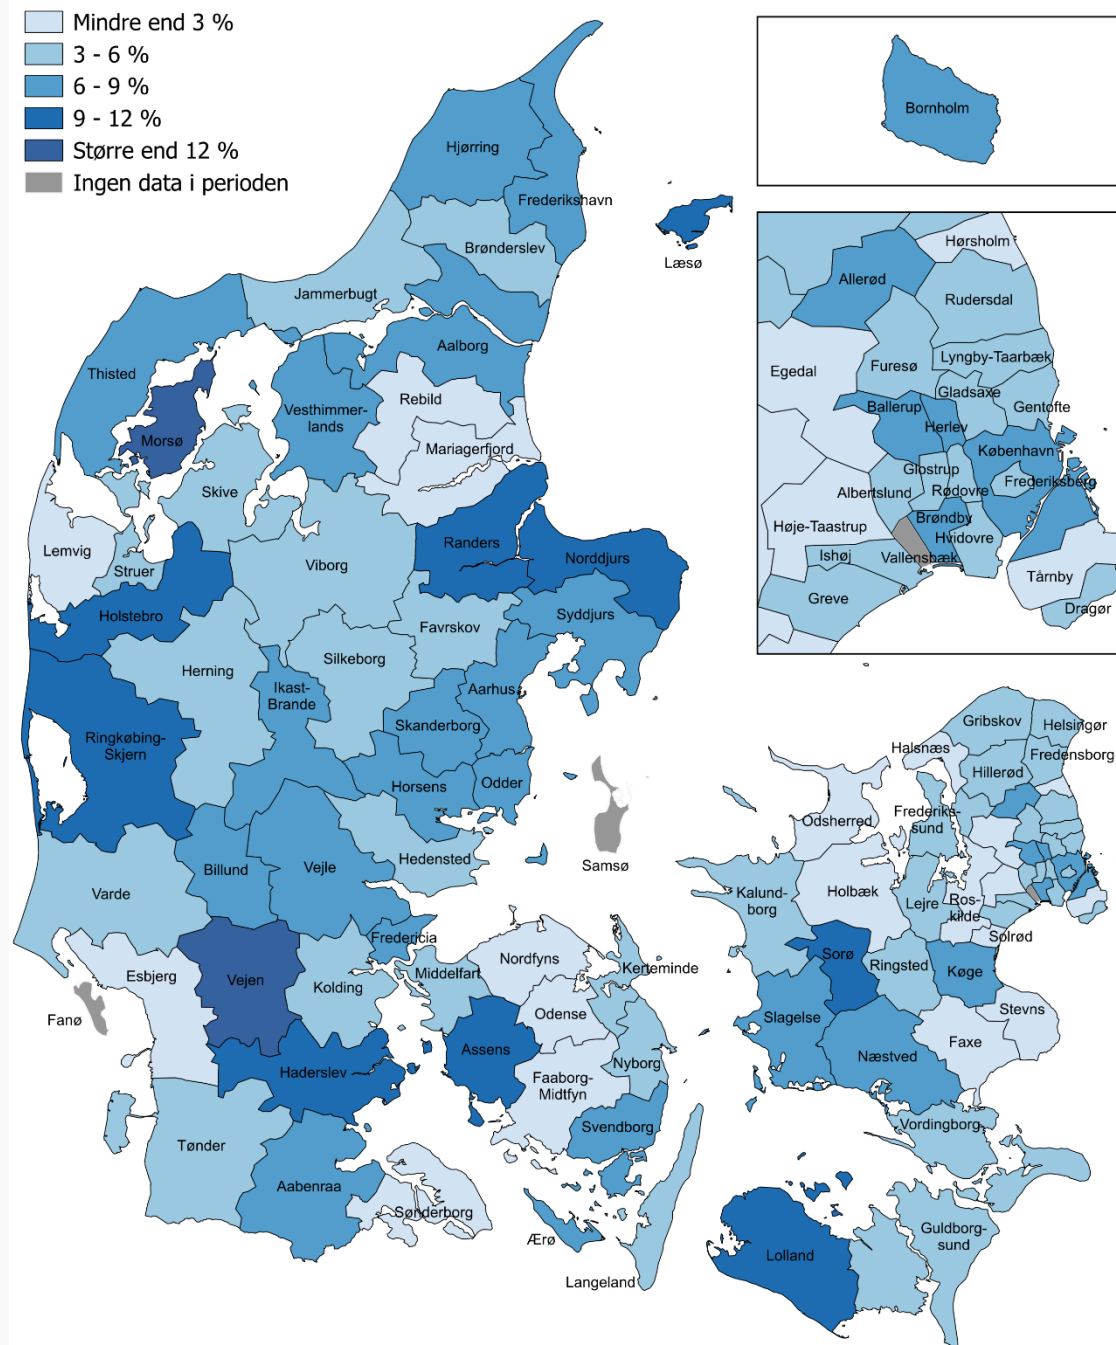 Mindre end 3 %
3 - 6 %
6 - 9 %
9 - 12 %
Større end 12 %
Ingen data i perioden
Hjørring
Frederikshavn
Brønderslev
Læsø
Jammerbugt
Aalborg
Thisted
Vesthimmer-
lands
Rebild
Morsø
Mariagerfjord
Skive
Lemvig
Struer
Viborg
Randers
Norddjurs
Holstebro
Syddjurs
Favrskov
Silkeborg
Herning
Ikast-
Brande
Aarhus
Skanderborg
Ringkøbing-
Skjern
Horsens
Odder
Hedensted
Samsø
Billund
Vejle
Varde
Fredericia
Esbjerg
Vejen
Kolding
Fanø
Haderslev
Tønder
Aabenraa
Sønderborg
Middelfart
Nordfyns
Kerteminde
Odense
Assens
Nyborg
Faaborg-
Midtfyn
Svendborg
Ærø
Langeland
Bornholm
Hørsholm
Allerød
Rudersdal
Lyngby-Taarbæk
Egedal
Furesø
Gladsaxe
Gentofte
Ballerup
Herlev
København
Glostrup
Frederiksberg
Albertslund
Rødovre
Høje-Taastrup
Brøndby
Hvidovre
Ishøj
Vallensbæk
Tårnby
Greve
Dragør
Gribskov
Helsingør
Halsnæs
Fredensborg
Hillerød
Frederiks-
sund
Odsherred
Kalund-
borg
Holbæk
Lejre
Ros-
kilde
Solrød
Sorø
Ringsted
Køge
Stevns
Slagelse
Faxe
Næstved
Vordingborg
Guldborg-
sund
Lolland